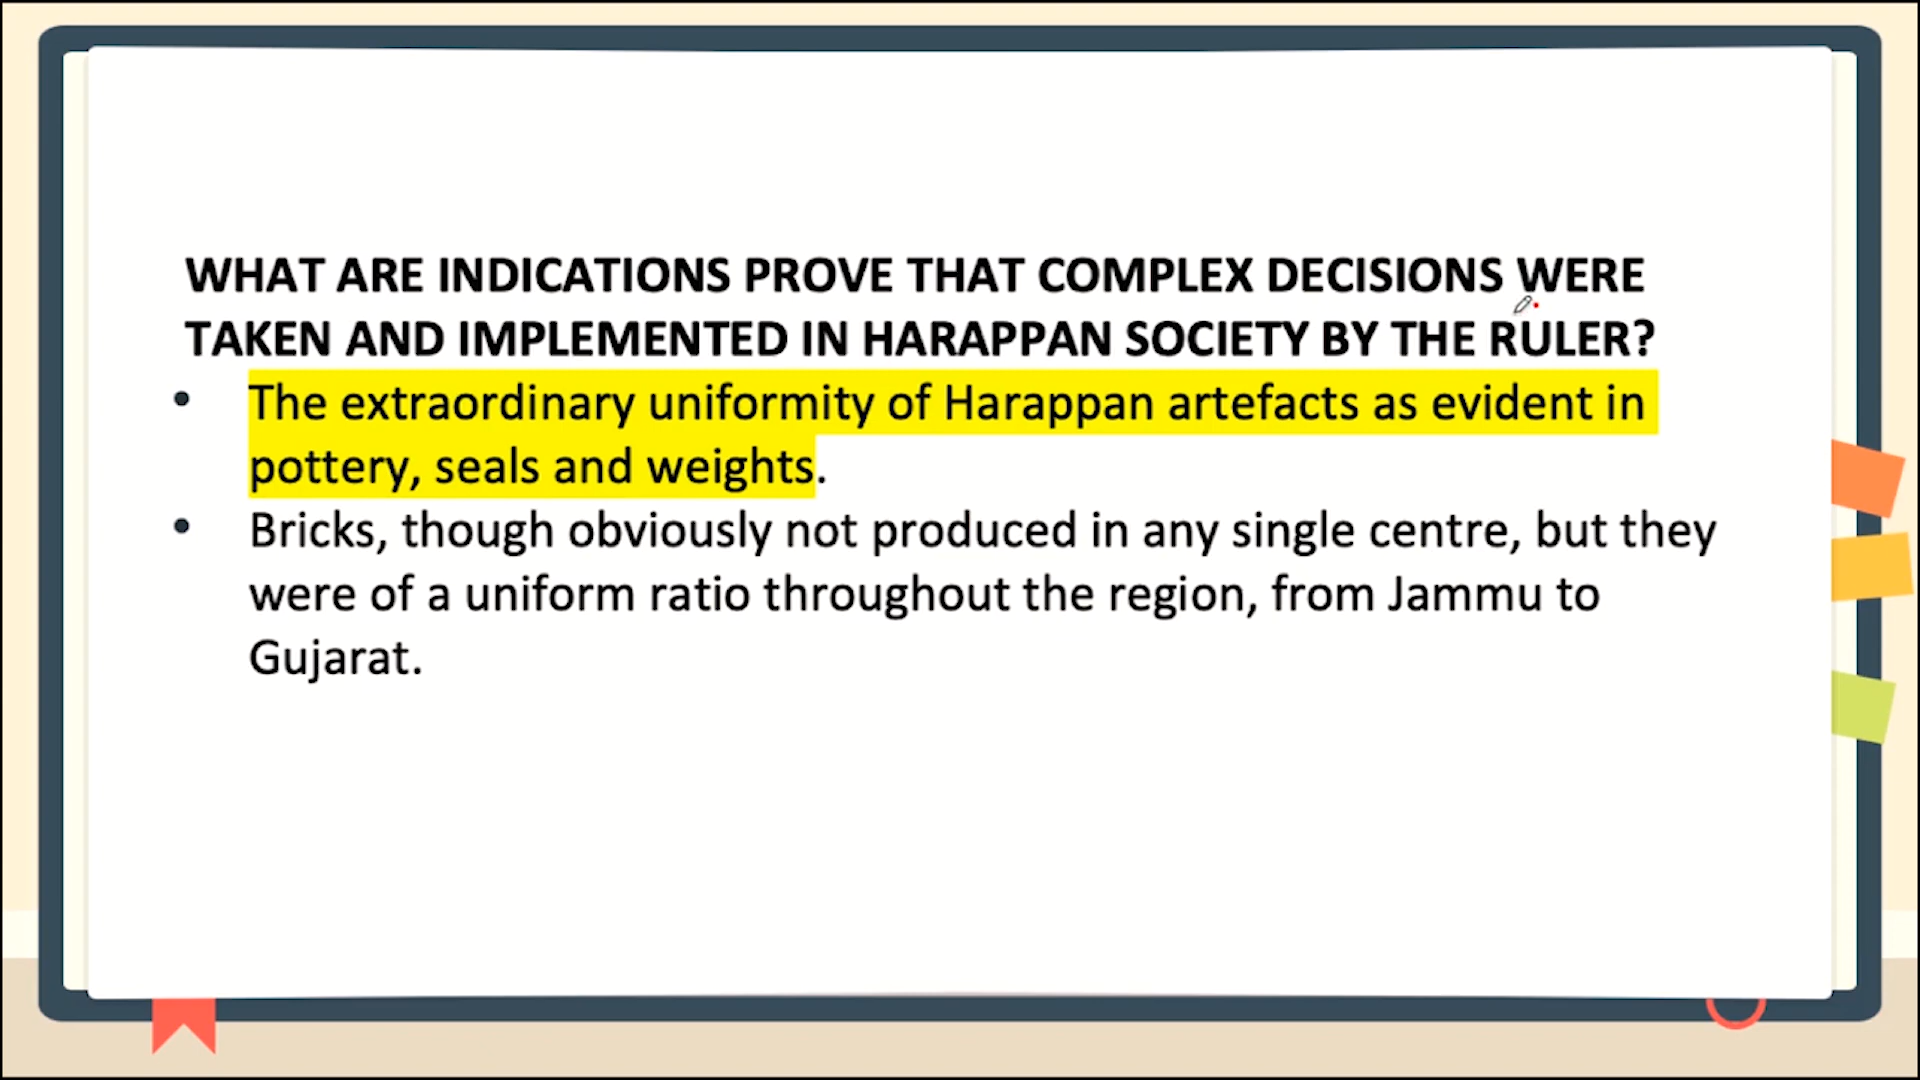 WHAT ARE INDICATIONS PROVE THAT COMPLEX DECISIONS WERE
TAKEN AND IMPLEMENTED IN HARAPPAN SOCIETY BY THE RULER?
• The extraordinary uniformity of Harappan artefacts as evident in
pottery, seals and weights.
• Bricks, though obviously not produced in any single centre, but they
were of a uniform ratio throughout the region, from Jammu to
Gujarat.